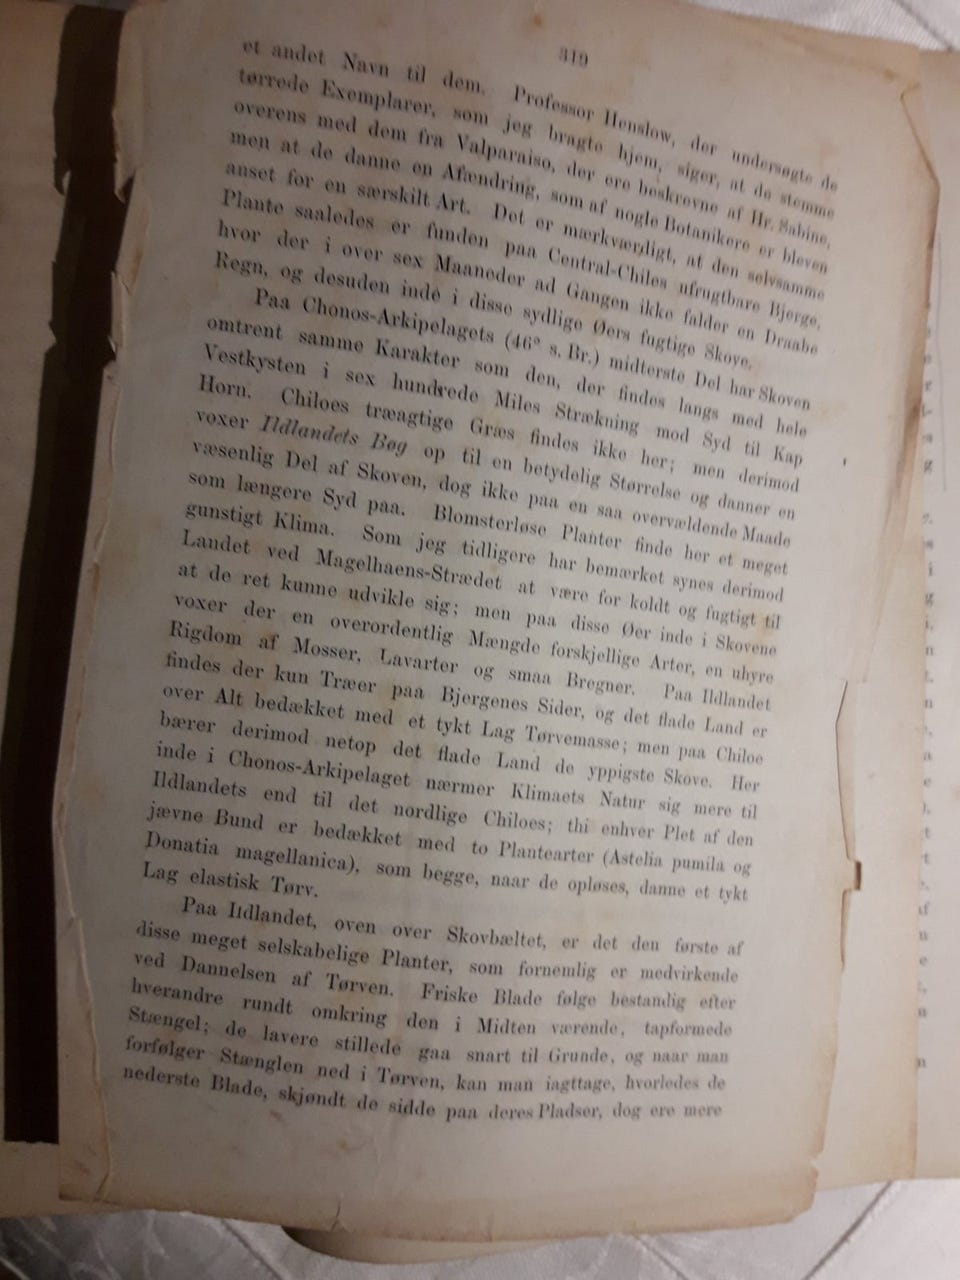 319
et andet Navn til dem. Professor Henslow, der undersøgte de
tørrede Exemplarer, som jeg bragte hjem, siger, at de stemme
overens med dem fra Valparaiso, der ere beskrevne af Hr. Sabine,
men at de danne en Afændring, som af nogle Botanikere er bleven
anset for en særskilt Art. Det er mærkværdigt, at den selvsamme
Plante saaledes er funden paa Central-Chiles ufrugtbare Bjerge,
hvor der i over sex Maaneder ad Gangen ikke falder en Draabe
Regn, og desuden inde i disse sydlige Øers fugtige Skove.
Paa Chonos-Arkipelagets (46° s. Br.) midterste Del har Skoven
omtrent samme Karakter som den, der findes langs med hele
Vestkysten i sex hundrede Miles Strækning mod Syd til Kap
Horn. Chiloes træagtige Græs findes ikke her; men derimod
voxer Ildlandets Bøg op til en betydelig Størrelse og danner en
væsenlig Del af Skoven, dog ikke paa en saa overvældende Maade
som længere Syd paa. Blomsterløse Planter finde her et meget
gunstigt Klima. Som jeg tidligere har bemærket synes derimod
Landet ved Magelhaens-Strædet at være for koldt og fugtigt til
at de ret kunne udvikle sig; men paa disse Øer inde i Skovene
voxer der en overordentlig Mængde forskjellige Arter, en uhyre
Rigdom af Mosser, Lavarter og smaa Bregner. Paa Ildlandet
findes der kun Træer paa Bjergenes Sider, og det flade Land er
over Alt bedækket med et tykt Lag Tørvemasse; men paa Chiloe
bærer derimod netop det flade Land de yppigste Skove. Her
inde i Chonos-Arkipelaget nærmer Klimaets Natur sig mere til
Ildlandets end til det nordlige Chiloes; thi enhver Plet af den
jævne Bund er bedækket med to Plantearter (Astelia pumila og
Donatia magellanica), som begge, naar de opløses, danne et tykt
Lag elastisk Tørv.
Paa Ildlandet, oven over Skovbæltet, er det den første af
disse meget selskabelige Planter, som fornemlig er medvirkende
ved Dannelsen af Tørven. Friske Blade følge bestandig efter
hverandre rundt omkring den i Midten værende, tapformede
Stængel; de lavere stillede gaa snart til Grunde, og naar man
forfølger Stænglen ned i Tørven, kan man iagttage, hvorledes de
nederste Blade, skjøndt de sidde paa deres Pladser, dog ere mere